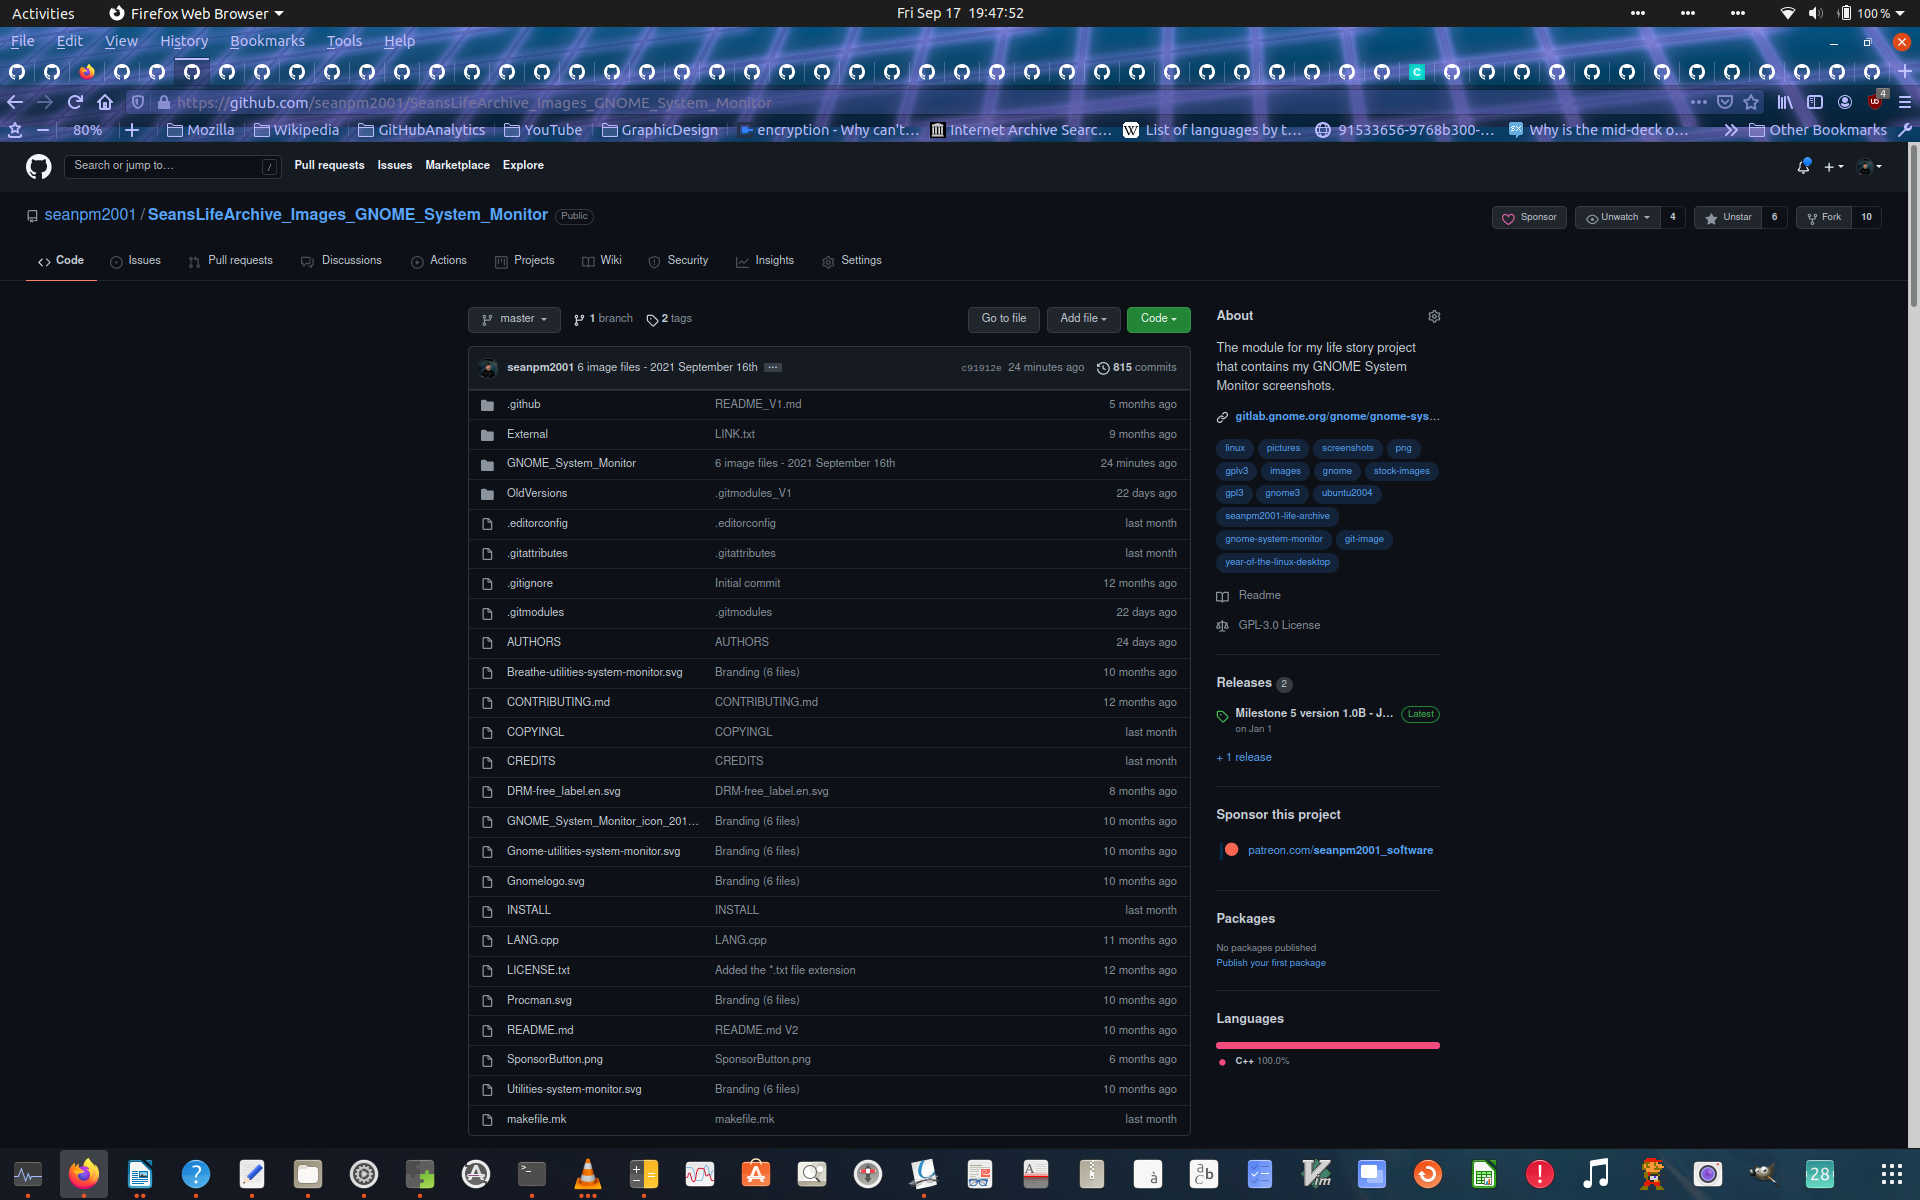 Activities Firefox Web Browser Fri Sep 17 19:47:52 100 %
File Edit View History Bookmarks Tools Help
https://github.com/seanpm2001/SeansLifeArchive_Images_GNOME_System_Monitor 4
80% Mozilla Wikipedia GitHubAnalytics YouTube GraphicDesign encryption - Why can't… Internet Archive Searc… List of languages by t… 91533656-9768b300-… Why is the mid-deck o… Other Bookmarks
Search or jump to… / Pull requests Issues Marketplace Explore
seanpm2001 / SeansLifeArchive_Images_GNOME_System_Monitor Public Sponsor Unwatch 4 Unstar 6 Fork 10
Code Issues Pull requests Discussions Actions Projects Wiki Security Insights Settings
master 1 branch 2 tags Go to file Add file Code
seanpm2001 6 image files - 2021 September 16th ··· c91912e 24 minutes ago 815 commits
.github README_V1.md 5 months ago
External LINK.txt 9 months ago
GNOME_System_Monitor 6 image files - 2021 September 16th 24 minutes ago
OldVersions .gitmodules_V1 22 days ago
.editorconfig .editorconfig last month
.gitattributes .gitattributes last month
.gitignore Initial commit 12 months ago
.gitmodules .gitmodules 22 days ago
AUTHORS AUTHORS 24 days ago
Breathe-utilities-system-monitor.svg Branding (6 files) 10 months ago
CONTRIBUTING.md CONTRIBUTING.md 12 months ago
COPYINGL COPYINGL last month
CREDITS CREDITS last month
DRM-free_label.en.svg DRM-free_label.en.svg 8 months ago
GNOME_System_Monitor_icon_201… Branding (6 files) 10 months ago
Gnome-utilities-system-monitor.svg Branding (6 files) 10 months ago
Gnomelogo.svg Branding (6 files) 10 months ago
INSTALL INSTALL last month
LANG.cpp LANG.cpp 11 months ago
LICENSE.txt Added the *.txt file extension 12 months ago
Procman.svg Branding (6 files) 10 months ago
README.md README.md V2 10 months ago
SponsorButton.png SponsorButton.png 6 months ago
Utilities-system-monitor.svg Branding (6 files) 10 months ago
makefile.mk makefile.mk last month
About
The module for my life story project
that contains my GNOME System
Monitor screenshots.
gitlab.gnome.org/gnome/gnome-sys…
linux pictures screenshots png
gplv3 images gnome stock-images
gpl3 gnome3 ubuntu2004
seanpm2001-life-archive
gnome-system-monitor git-image
year-of-the-linux-desktop
Readme
GPL-3.0 License
Releases 2
Milestone 5 version 1.0B - J… Latest
on Jan 1
+ 1 release
Sponsor this project
patreon.com/seanpm2001_software
Packages
No packages published
Publish your first package
Languages
C++ 100.0%
28